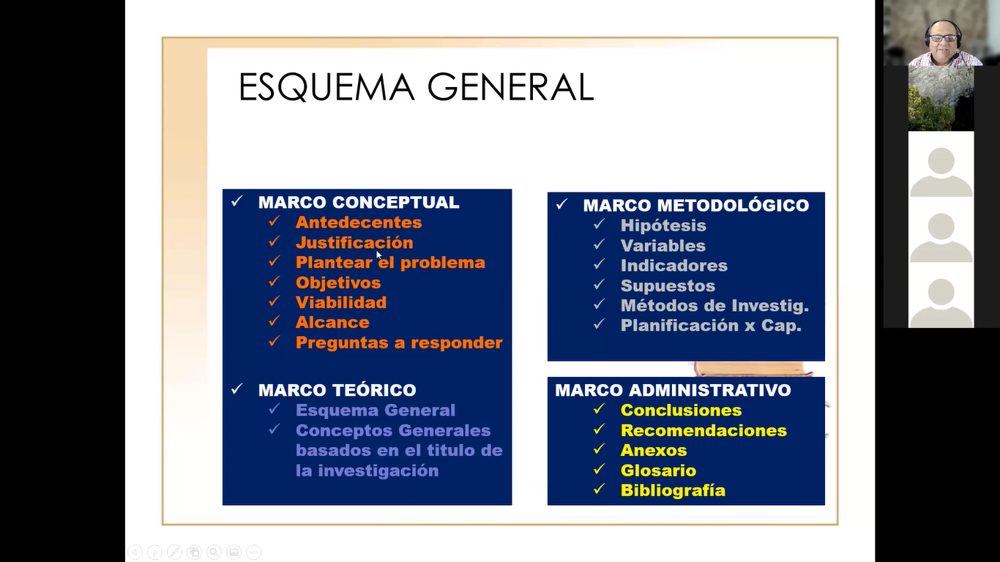 ESQUEMA GENERAL
MARCO CONCEPTUAL
Antedecentes
Justificación
Plantear el problema
Objetivos
Viabilidad
Alcance
Preguntas a responder
MARCO TEÓRICO
Esquema General
Conceptos Generales
basados en el titulo de
la investigación
MARCO METODOLÓGICO
Hipótesis
Variables
Indicadores
Supuestos
Métodos de Investig.
Planificación x Cap.
MARCO ADMINISTRATIVO
Conclusiones
Recomendaciones
Anexos
Glosario
Bibliografía